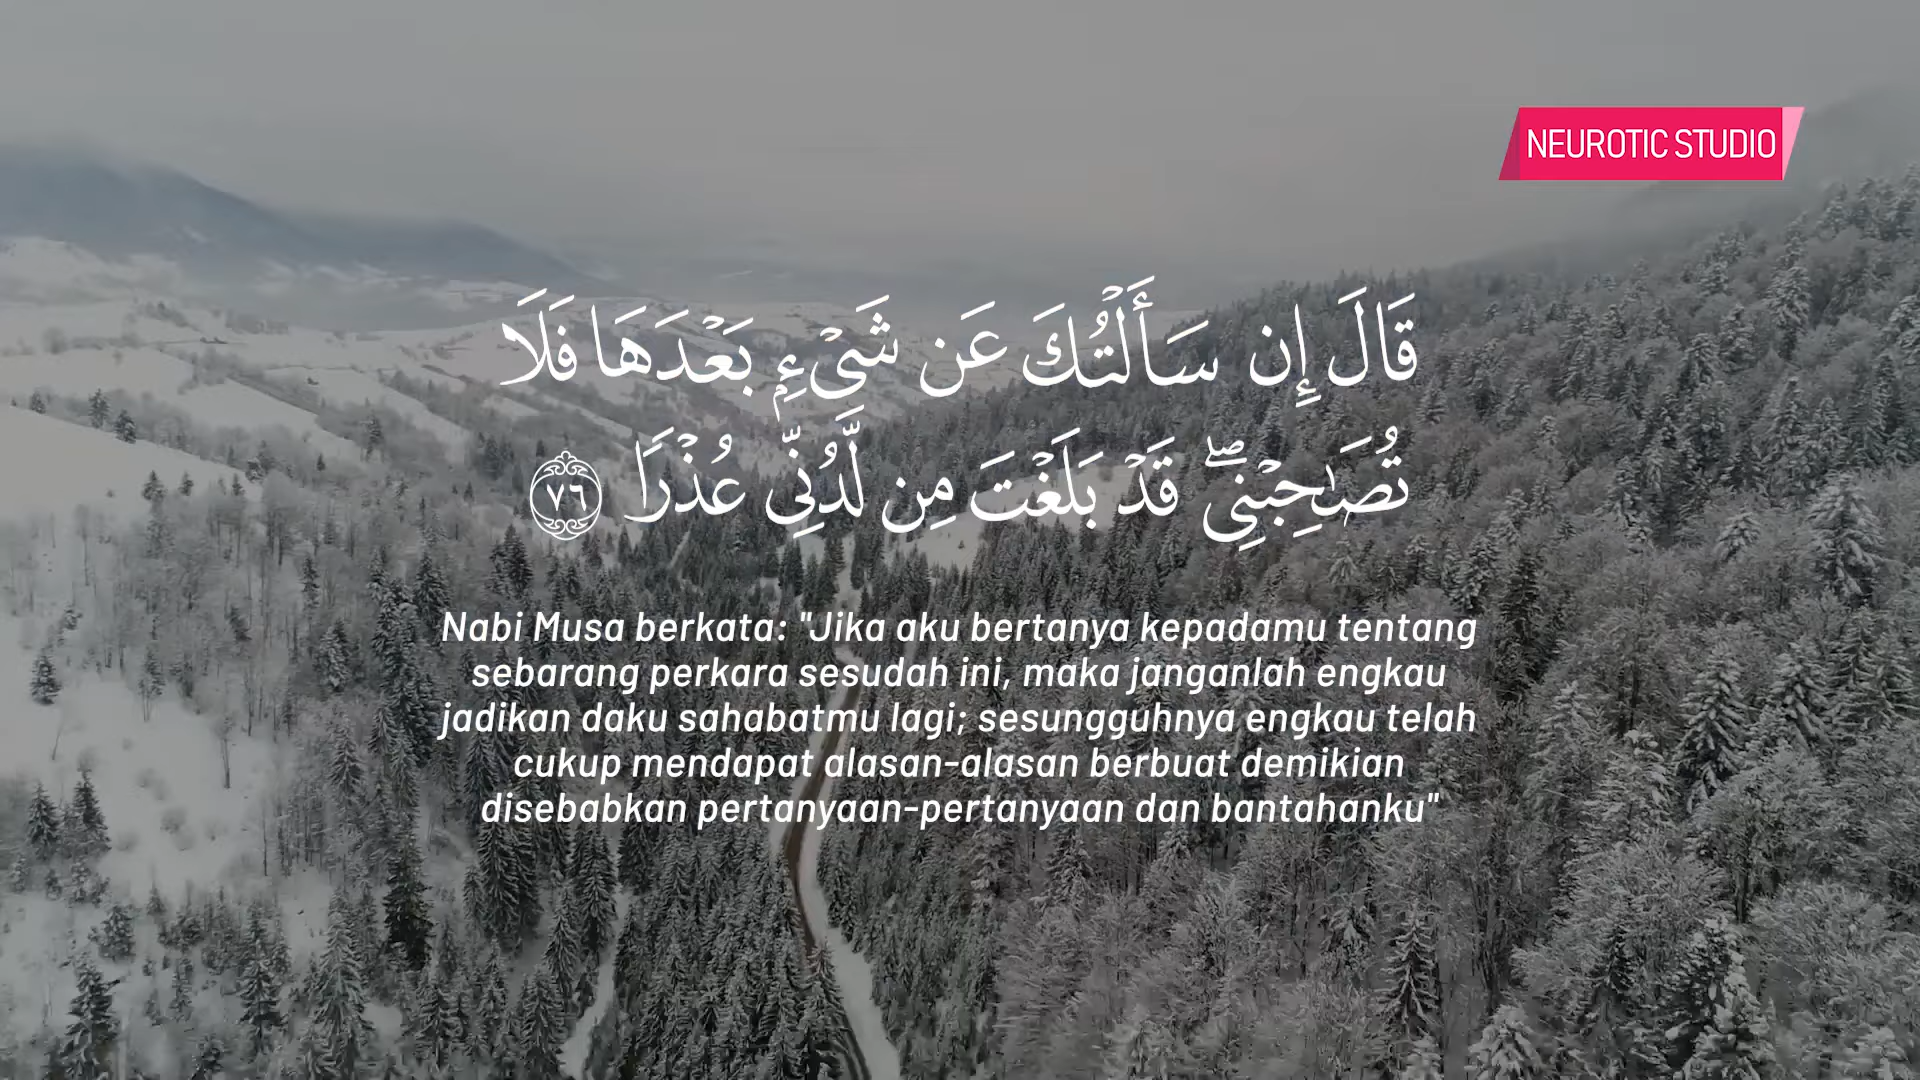 NEUROTIC STUDIO
قَالَ إِن سَأَلْتُكَ عَن شَىْءٍۭ بَعْدَهَا فَلَا
تُصَـٰحِبْنِى ۖ قَدْ بَلَغْتَ مِن لَّدُنِّى عُذْرًا ٧٦
Nabi Musa berkata: "Jika aku bertanya kepadamu tentang
sebarang perkara sesudah ini, maka janganlah engkau
jadikan daku sahabatmu lagi; sesungguhnya engkau telah
cukup mendapat alasan-alasan berbuat demikian
disebabkan pertanyaan-pertanyaan dan bantahanku"